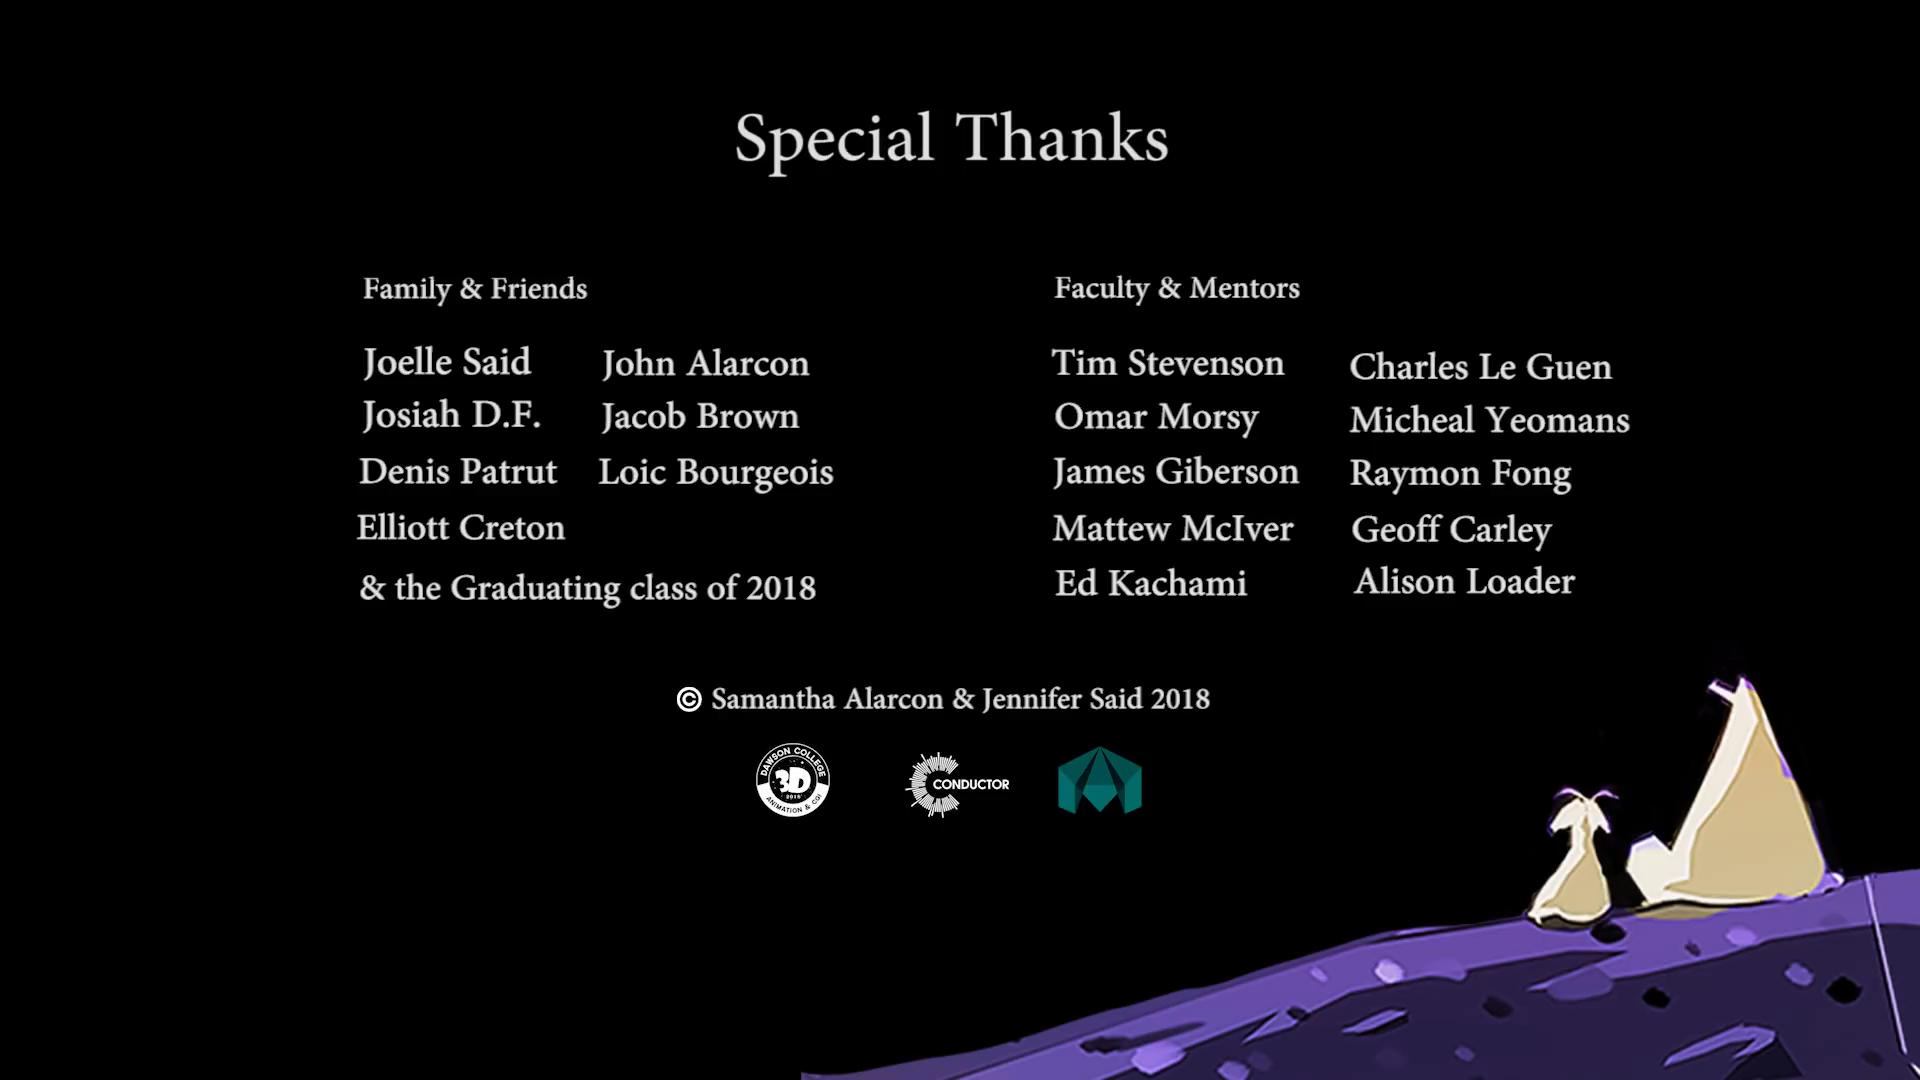 Special Thanks
Family & Friends
Joelle Said
John Alarcon
Josiah D.F.
Jacob Brown
Denis Patrut
Loic Bourgeois
Elliott Creton
& the Graduating class of 2018
Faculty & Mentors
Tim Stevenson
Charles Le Guen
Omar Morsy
Micheal Yeomans
James Giberson
Raymon Fong
Mattew McIver
Geoff Carley
Ed Kachami
Alison Loader
© Samantha Alarcon & Jennifer Said 2018
DAWSON COLLEGE
3D
2018
ANIMATION & CGI
CONDUCTOR